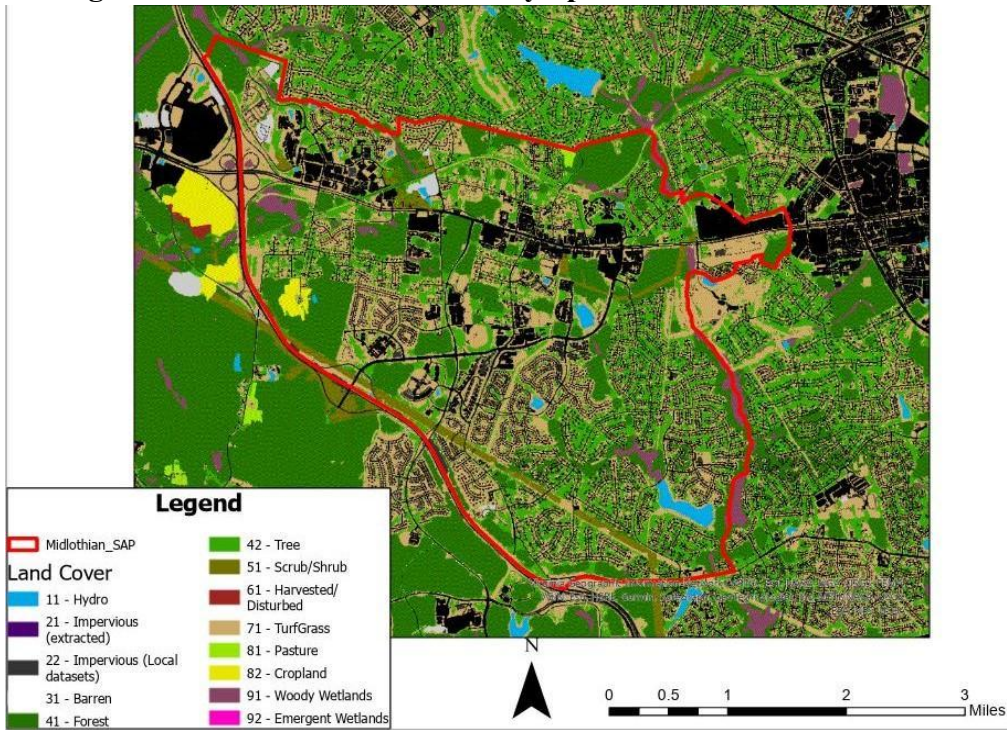 Legend
Midlothian_SAP
Land Cover
11 - Hydro
21 - Impervious
(extracted)
22 - Impervious (Local
datasets)
31 - Barren
41 - Forest
42 - Tree
51 - Scrub/Shrub
61 - Harvested/
Disturbed
71 - TurfGrass
81 - Pasture
82 - Cropland
91 - Woody Wetlands
92 - Emergent Wetlands
N
0 0.5 1 2 3
Miles